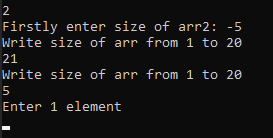 2
Firstly enter size of arr2: -5
Write size of arr from 1 to 20
21
Write size of arr from 1 to 20
5
Enter 1 element